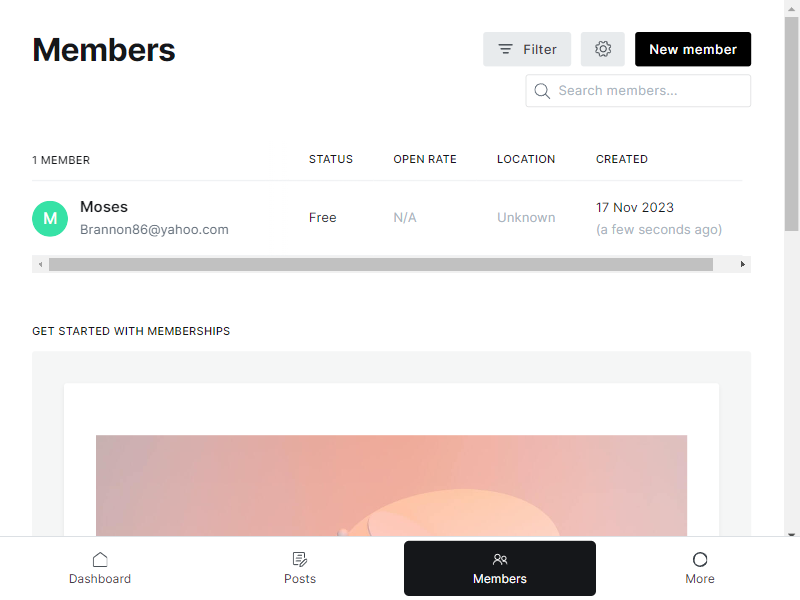 Members
Filter
New member
Search members...
1 MEMBER
STATUS
OPEN RATE
LOCATION
CREATED
M
Moses
Brannon86@yahoo.com
Free
N/A
Unknown
17 Nov 2023
(a few seconds ago)
GET STARTED WITH MEMBERSHIPS
Dashboard
Posts
Members
More